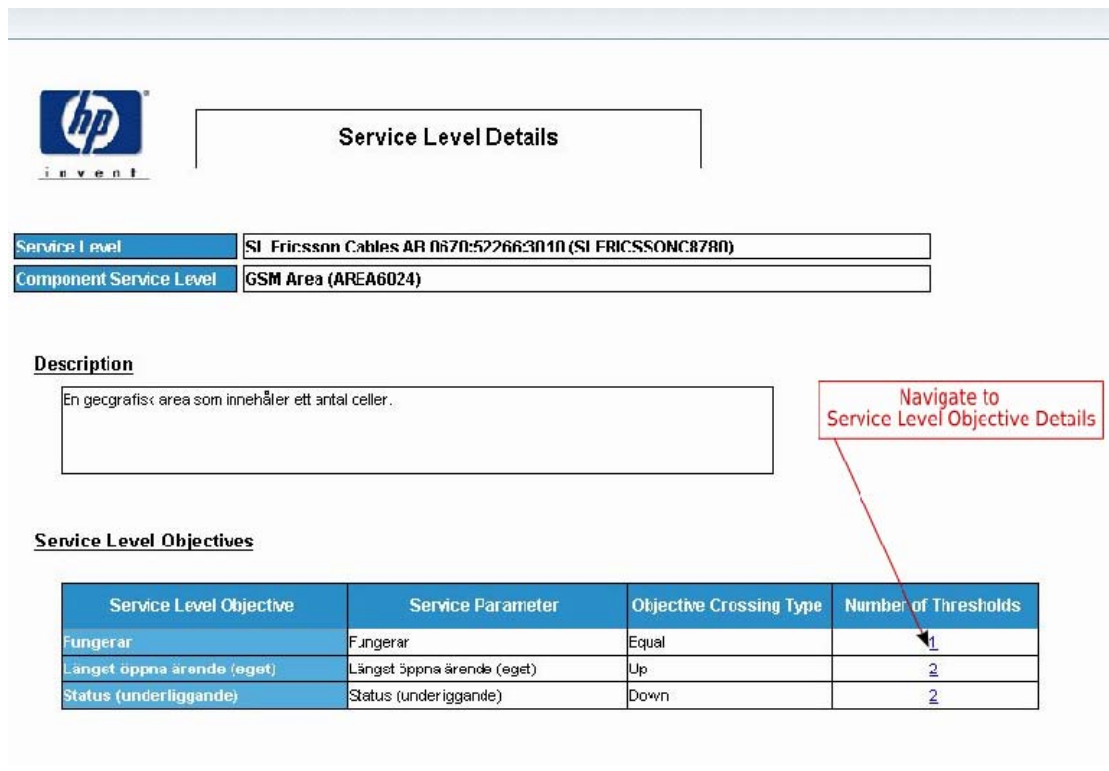 hp
invent
Service Level Details
Service Level SL Ericsson Cables AB 0670:52266:3010 (SLERICSSONC8780)
Component Service Level GSM Area (AREA6024)
Description
En geografisk area som innehåler ett antal celler.
Navigate to
Service Level Objective Details
Service Level Objectives
Service Level Objective Service Parameter Objective Crossing Type Number of Thresholds
Fungerar Fungerar Equal 1
Längst öppna ärende (eget) Längst öppna ärende (eget) Up 2
Status (underliggande) Status (underliggande) Down 2